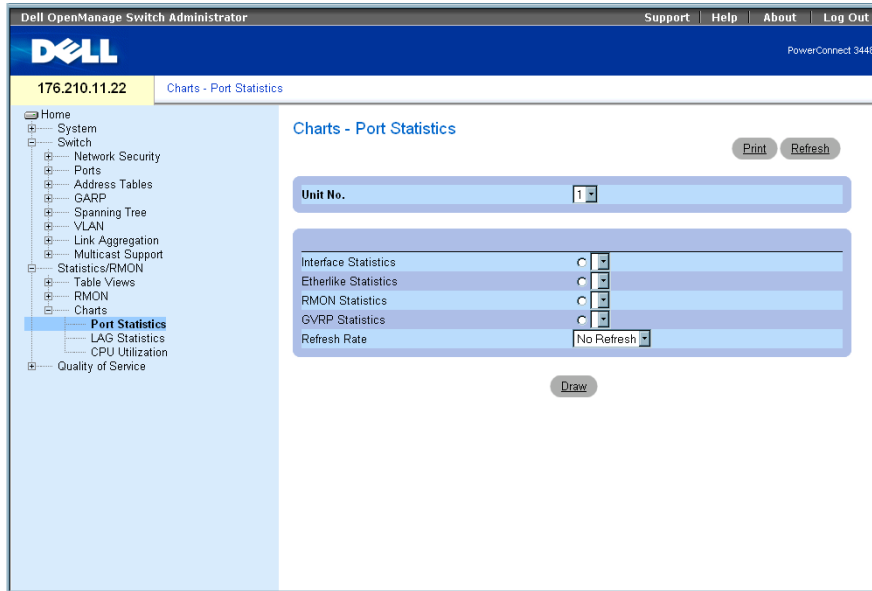 Dell OpenManage Switch Administrator
Support Help About Log Out
DELL
PowerConnect 3448
176.210.11.22
Charts - Port Statistics
Home
System
Switch
Network Security
Ports
Address Tables
GARP
Spanning Tree
VLAN
Link Aggregation
Multicast Support
Statistics/RMON
Table Views
RMON
Charts
Port Statistics
LAG Statistics
CPU Utilization
Quality of Service
Charts - Port Statistics
Print Refresh
Unit No. 1
Interface Statistics
Etherlike Statistics
RMON Statistics
GVRP Statistics
Refresh Rate No Refresh
Draw